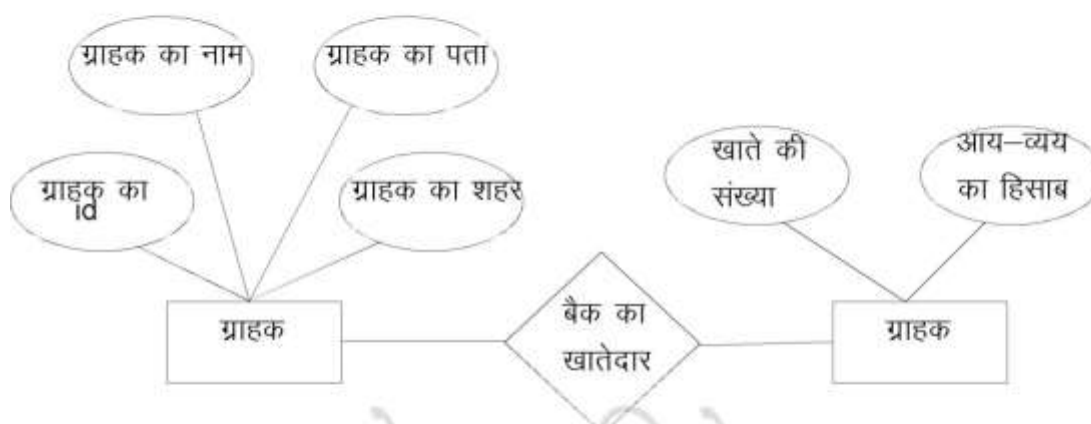 ग्राहक का नाम
ग्राहक का पता
ग्राहक का
id
ग्राहक का शहर
खाते की
संख्या
आय–व्यय
का हिसाब
ग्राहक
बैक का
खातेदार
ग्राहक